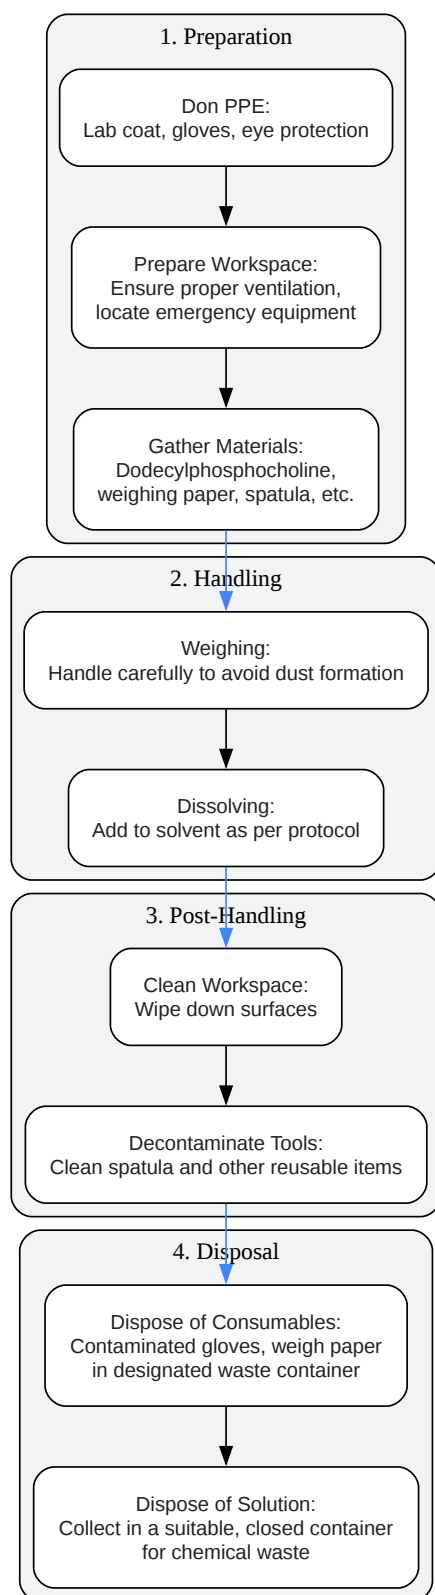 1. Preparation
Don PPE:
Lab coat, gloves, eye protection
Prepare Workspace:
Ensure proper ventilation,
locate emergency equipment
Gather Materials:
Dodecylphosphocholine,
weighing paper, spatula, etc.
2. Handling
Weighing:
Handle carefully to avoid dust formation
Dissolving:
Add to solvent as per protocol
3. Post-Handling
Clean Workspace:
Wipe down surfaces
Decontaminate Tools:
Clean spatula and other reusable items
4. Disposal
Dispose of Consumables:
Contaminated gloves, weigh paper
in designated waste container
Dispose of Solution:
Collect in a suitable, closed container
for chemical waste